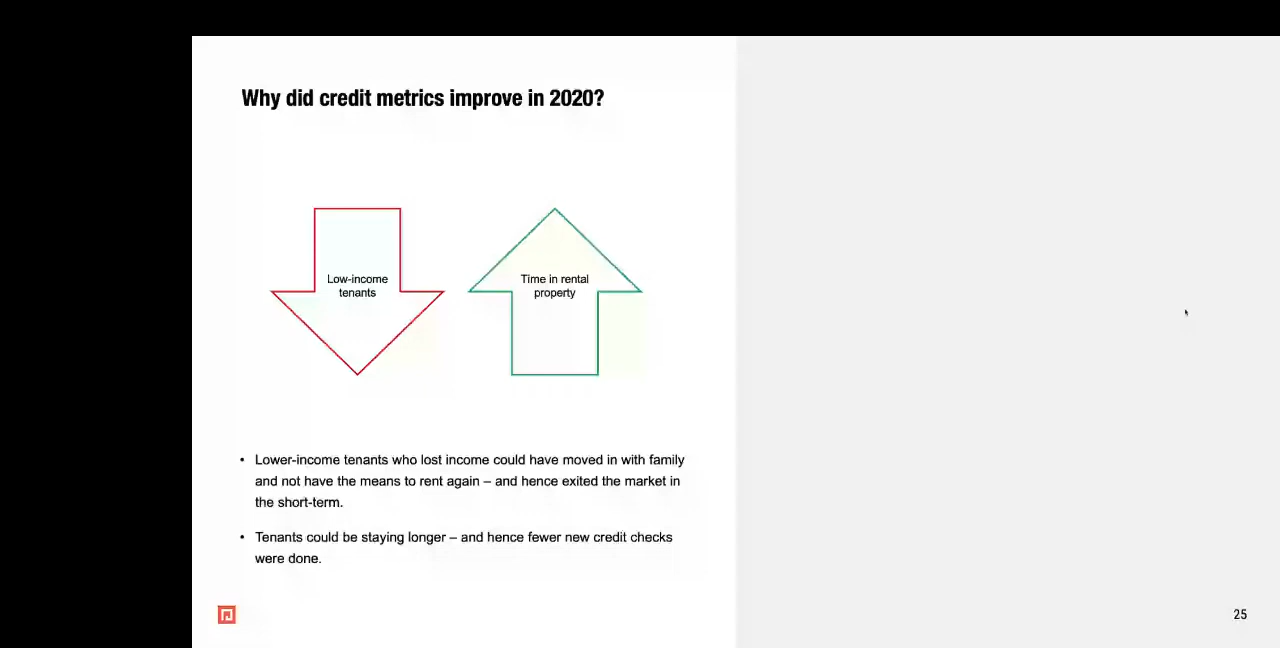 Why did credit metrics improve in 2020?
Low-income
tenants
Time in rental
property
• Lower-income tenants who lost income could have moved in with family
and not have the means to rent again – and hence exited the market in
the short-term.
• Tenants could be staying longer – and hence fewer new credit checks
were done.
25